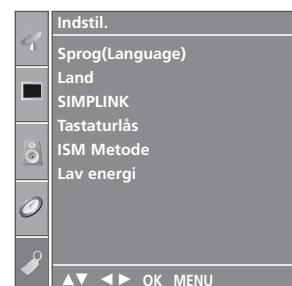 Indstil.
Sprog(Language)
Land
SIMPLINK
Tastaturlås
ISM Metode
Lav energi
▲▼ ◄► OK MENU